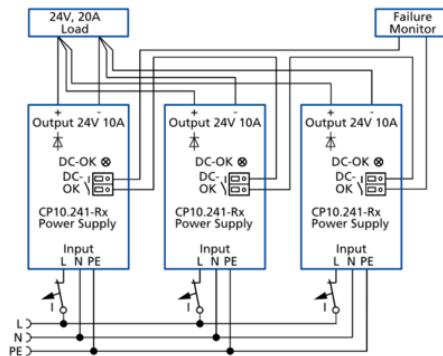 24V, 20A
Load
Failure
Monitor
+ -
Output 24V 10A
DC-OK
DC-
OK
CP10.241-Rx
Power Supply
Input
L N PE
I
+ -
Output 24V 10A
DC-OK
DC-
OK
CP10.241-Rx
Power Supply
Input
L N PE
I
+ -
Output 24V 10A
DC-OK
DC-
OK
CP10.241-Rx
Power Supply
Input
L N PE
I
L
N
PE